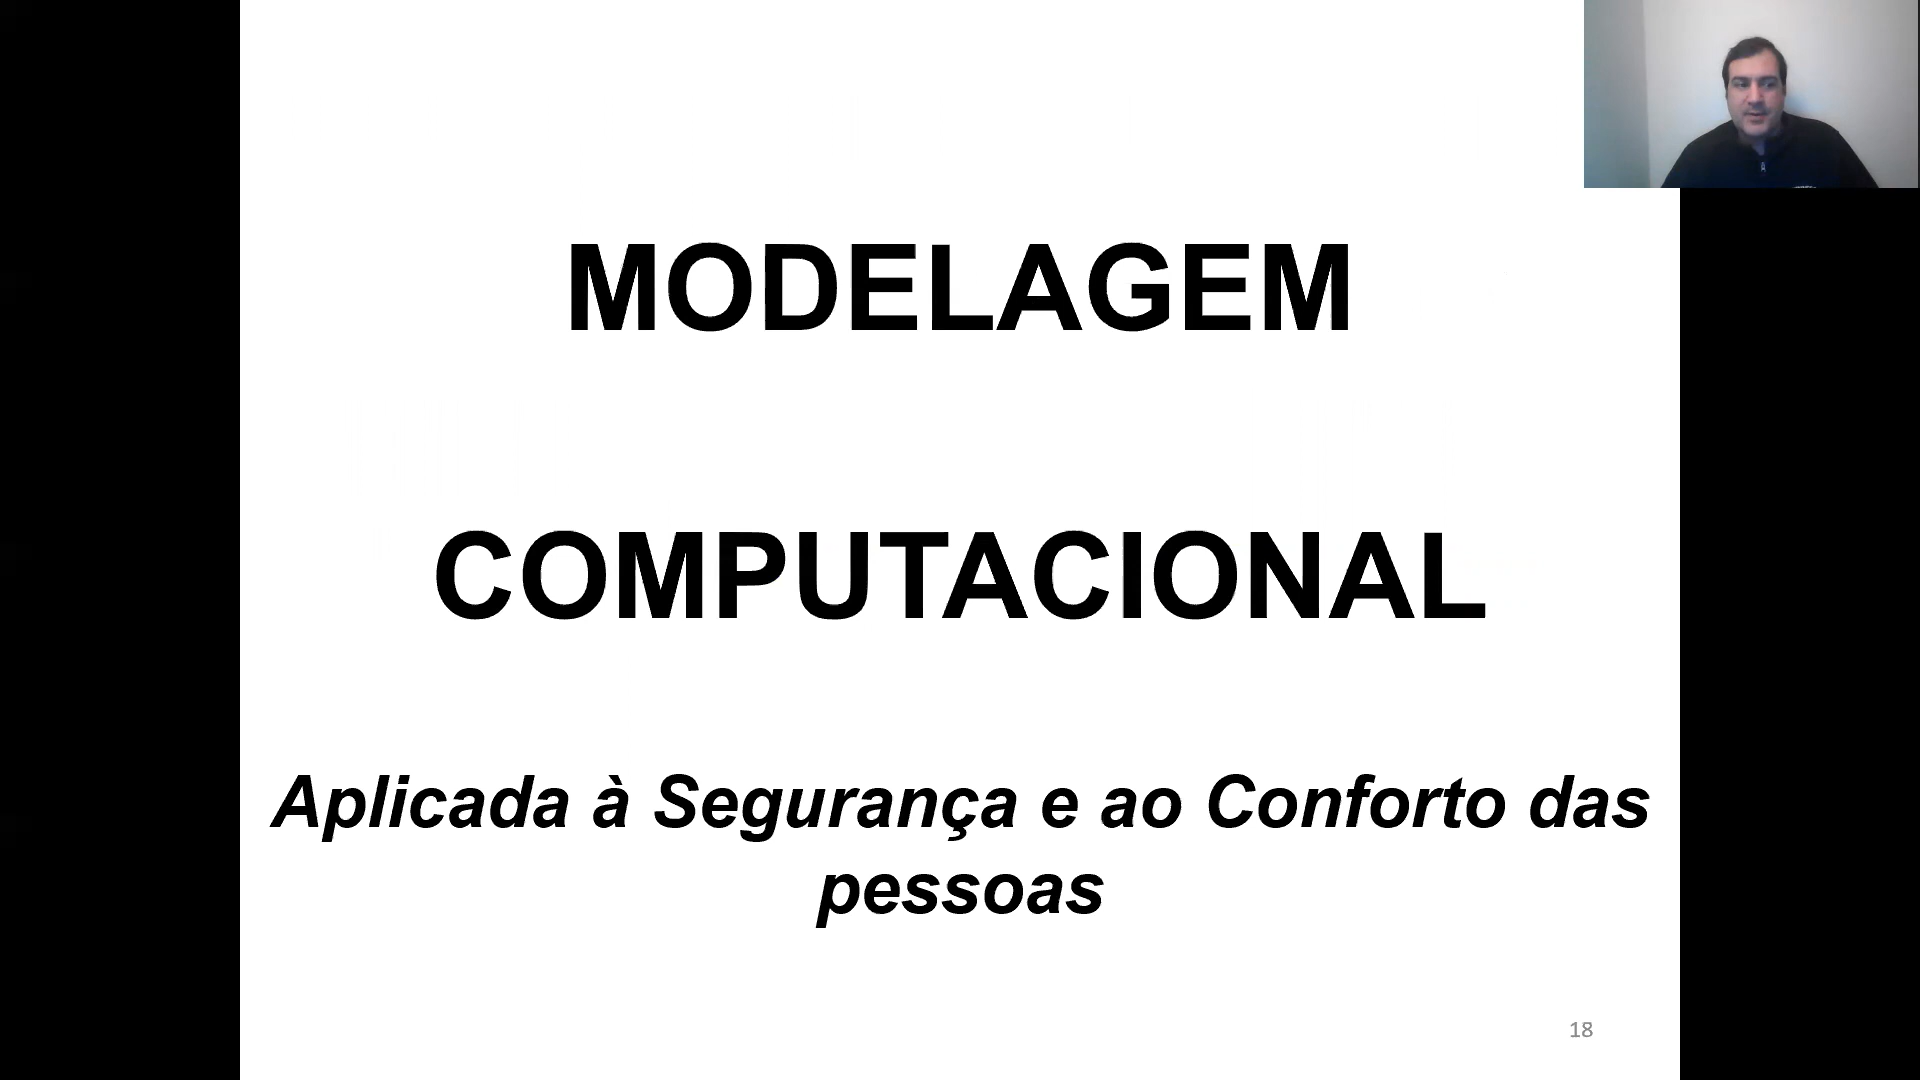 MODELAGEM
COMPUTACIONAL
Aplicada à Segurança e ao Conforto das
pessoas
18